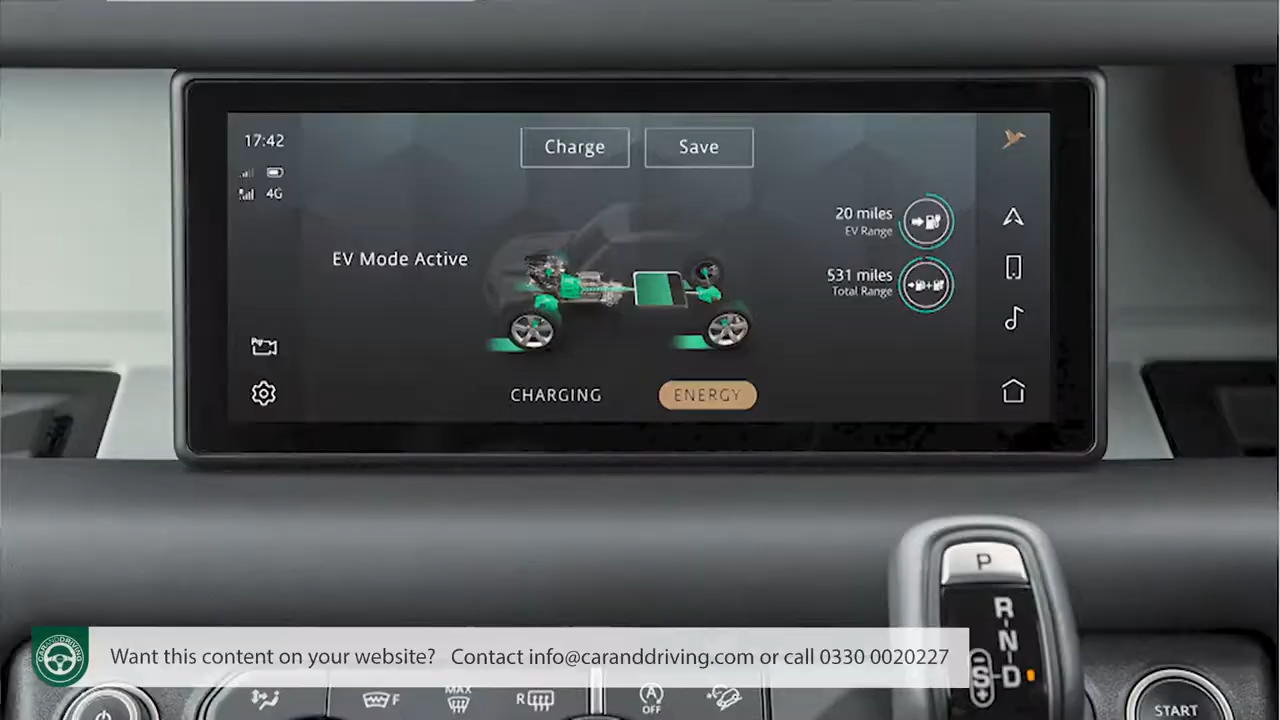 17:42
4G
Charge
Save
EV Mode Active
20 miles
EV Range
531 miles
Total Range
CHARGING
ENERGY
P
R
N
D
S
CARANDDRIVING
Want this content on your website? Contact info@caranddriving.com or call 0330 0020227
F
MAX
R
A
OFF
START